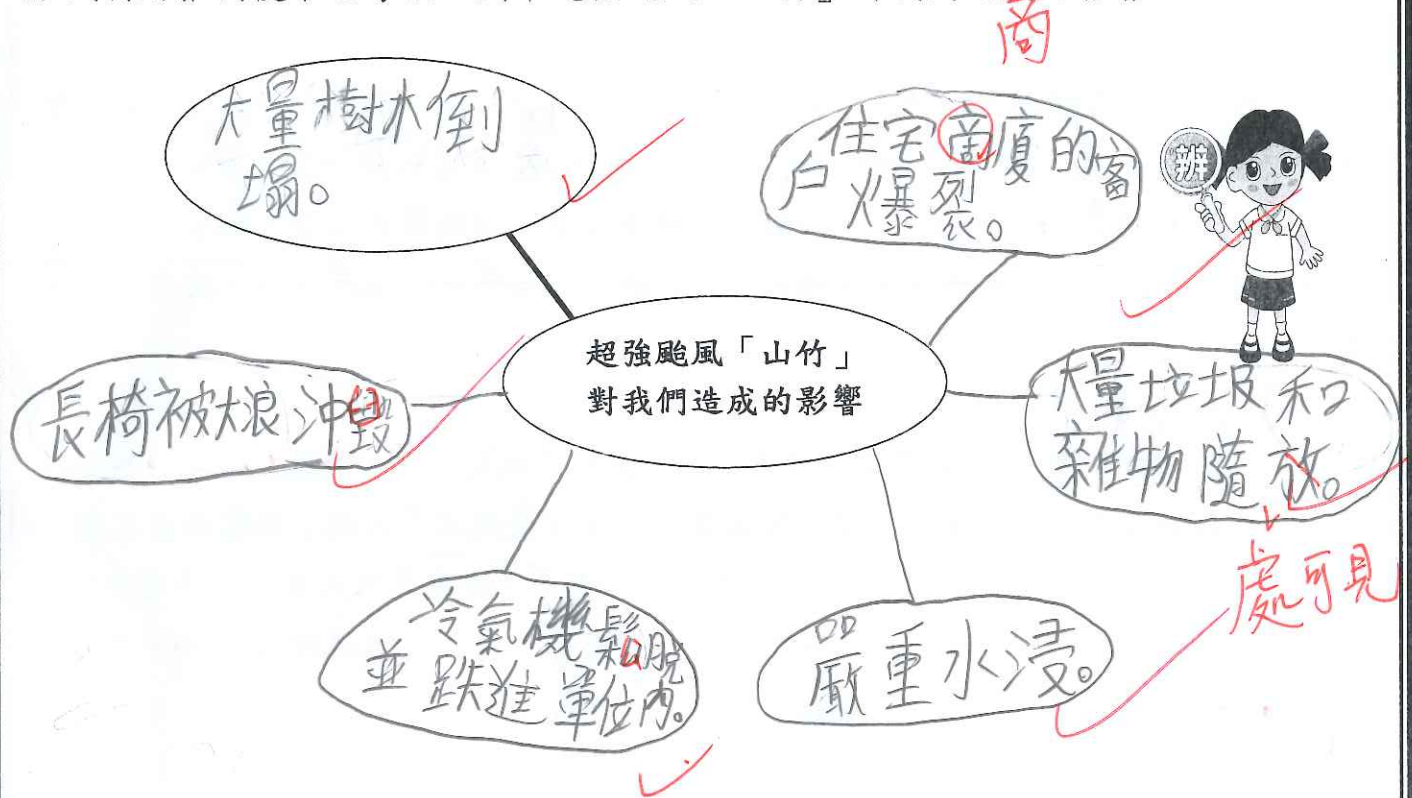 商
大量樹木倒
塌。
住宅商廈的窗
戶爆裂。
辨
超強颱風「山竹」
對我們造成的影響
長椅被大浪沖毀
大量垃圾和
雜物隨放。
處可見
冷氣機鬆脫
並跌進單位內。
嚴重水浸。